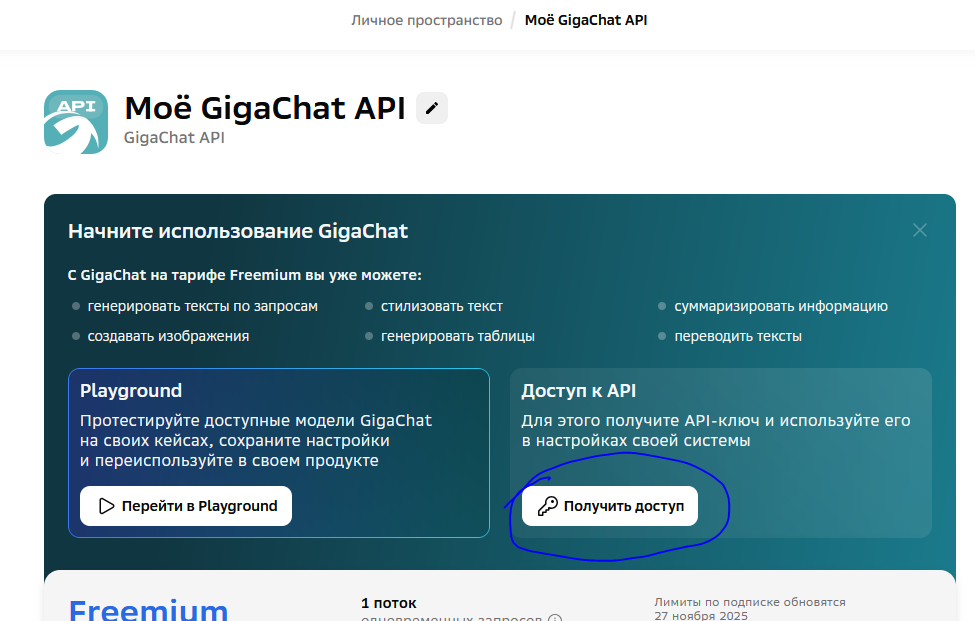 Личное пространство / Моё GigaChat API
API
Моё GigaChat API
GigaChat API
Начните использование GigaChat
С GigaChat на тарифе Freemium вы уже можете:
генерировать тексты по запросам
стилизовать текст
суммаризировать информацию
создавать изображения
генерировать таблицы
переводить тексты
Playground
Протестируйте доступные модели GigaChat
на своих кейсах, сохраните настройки
и переиспользуйте в своем продукте
Перейти в Playground
Доступ к API
Для этого получите API-ключ и используйте его
в настройках своей системы
Получить доступ
Freemium
1 поток
одновременных запросов
Лимиты по подписке обновятся
27 ноября 2025